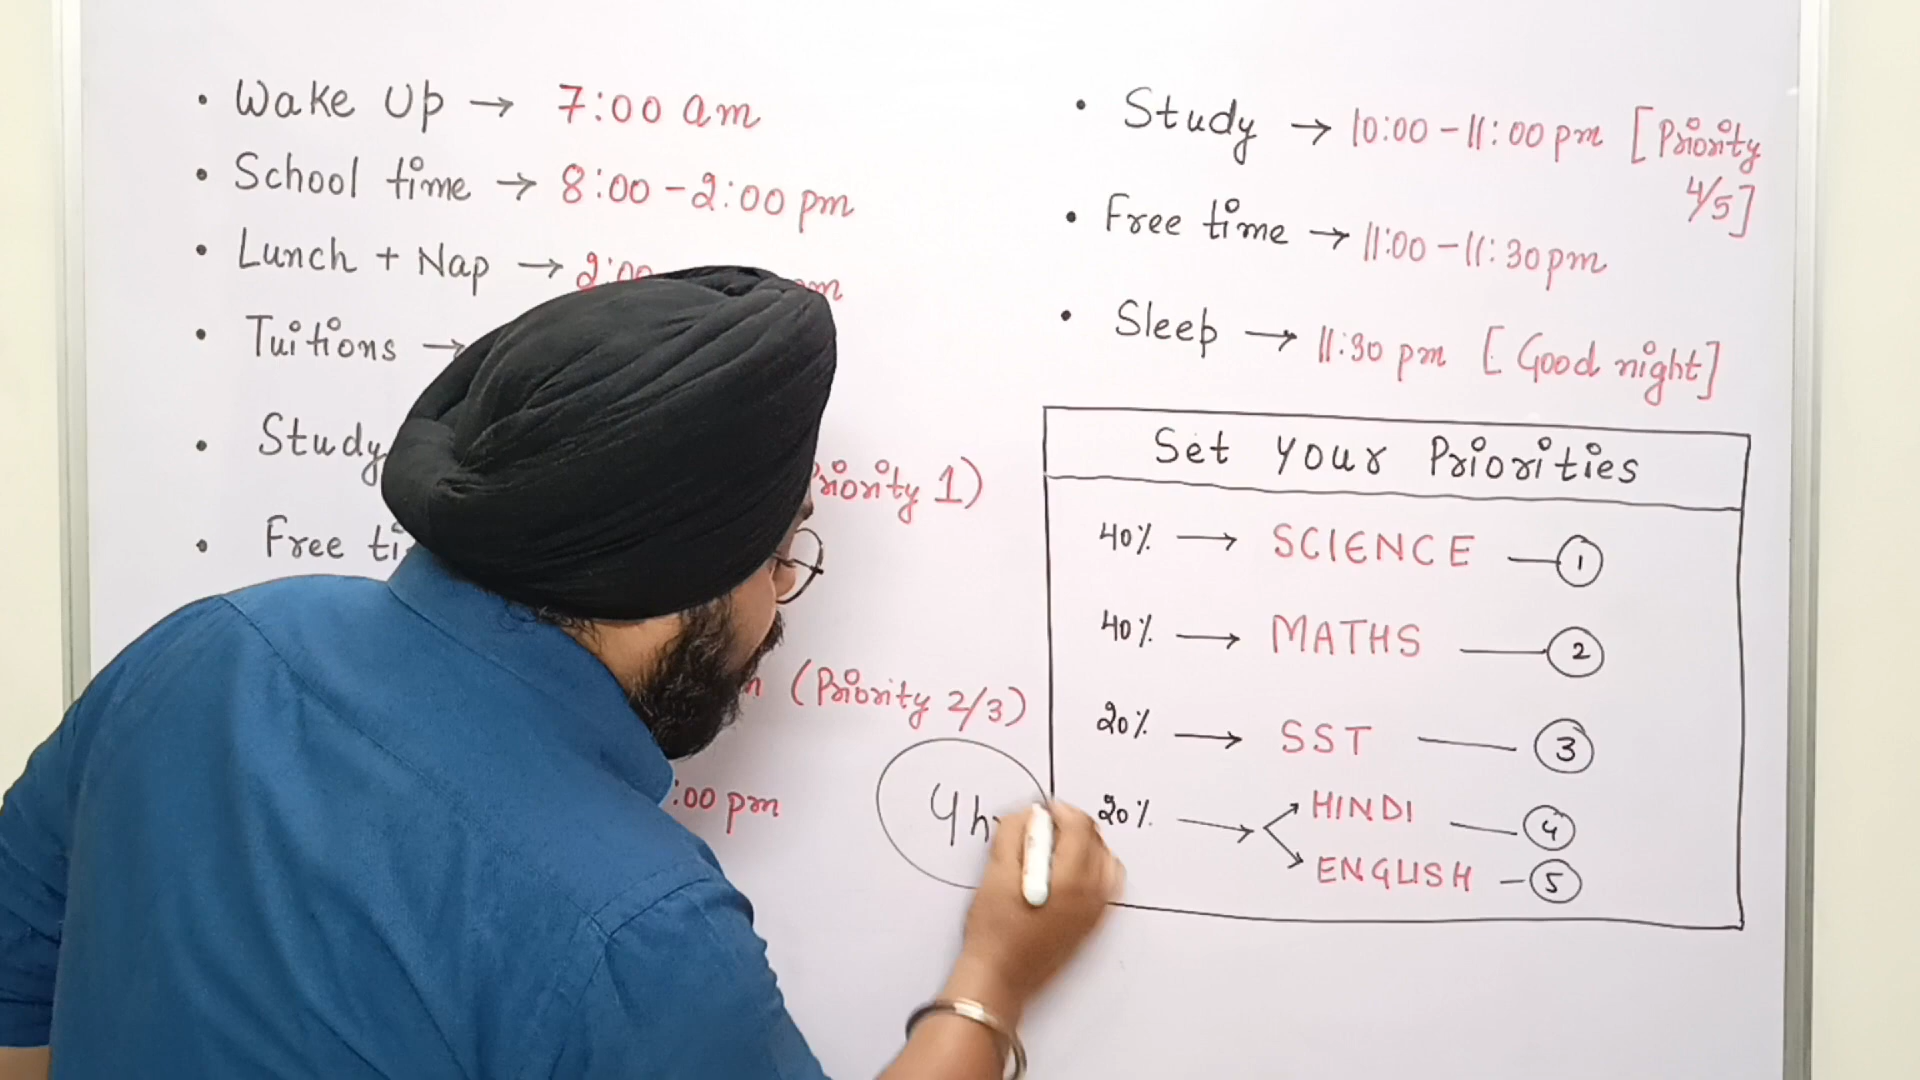 • Wake Up → 7:00 am
• School time → 8:00 - 2:00 pm
• Lunch + Nap → 2:00 pm
• Tuitions →
• Study
Priority 1)
• Free ti
(Priority 2/3)
:00 pm
4 hr
• Study → 10:00 - 11:00 pm [Priority
4/5]
• Free time → 11:00 - 11:30 pm
• Sleep → 11:30 pm [Good night]
Set Your Priorities
40% → SCIENCE — 1
40% → MATHS — 2
20% → SST — 3
20% → HINDI — 4
ENGLISH — 5